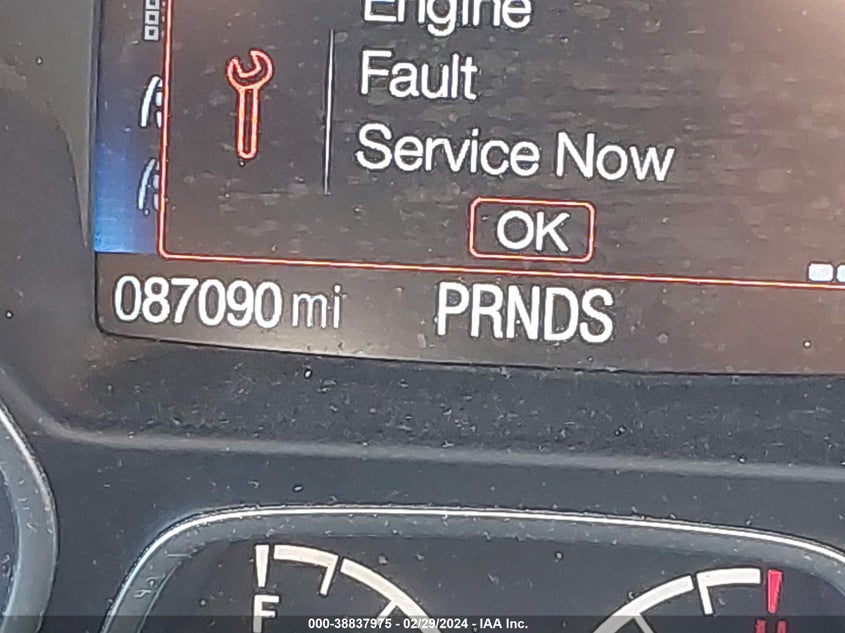 Engine
Fault
Service Now
OK
087090 mi PRNDS
F
000-38837975 - 02/29/2024 - IAA Inc.